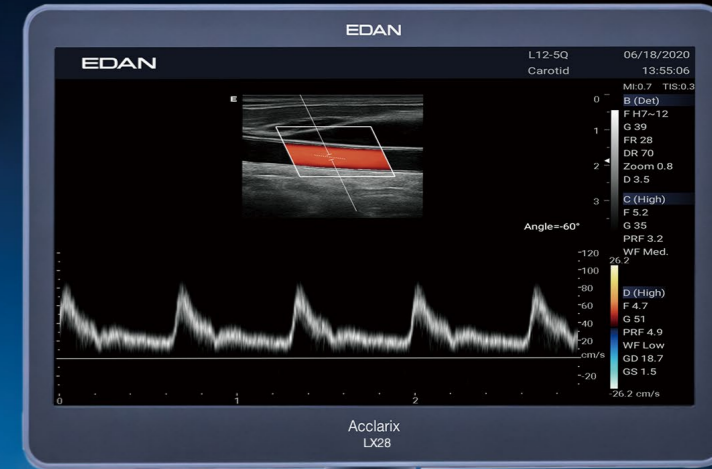 EDAN
EDAN
L12-5Q 06/18/2020
Carotid 13:55:06
MI:0.7 TIS:0.3
E
0
1
2
3
B (Det)
F H7~12
G 39
FR 28
DR 70
Zoom 0.8
D 3.5
C (High)
F 5.2
G 35
PRF 3.2
WF Med.
26.2
Angle=-60°
D (High)
F 4.7
G 51
PRF 4.9
WF Low
GD 18.7
GS 1.5
-26.2 cm/s
120
100
80
60
40
20
cm/s
-20
0 1 2
Acclarix
LX28